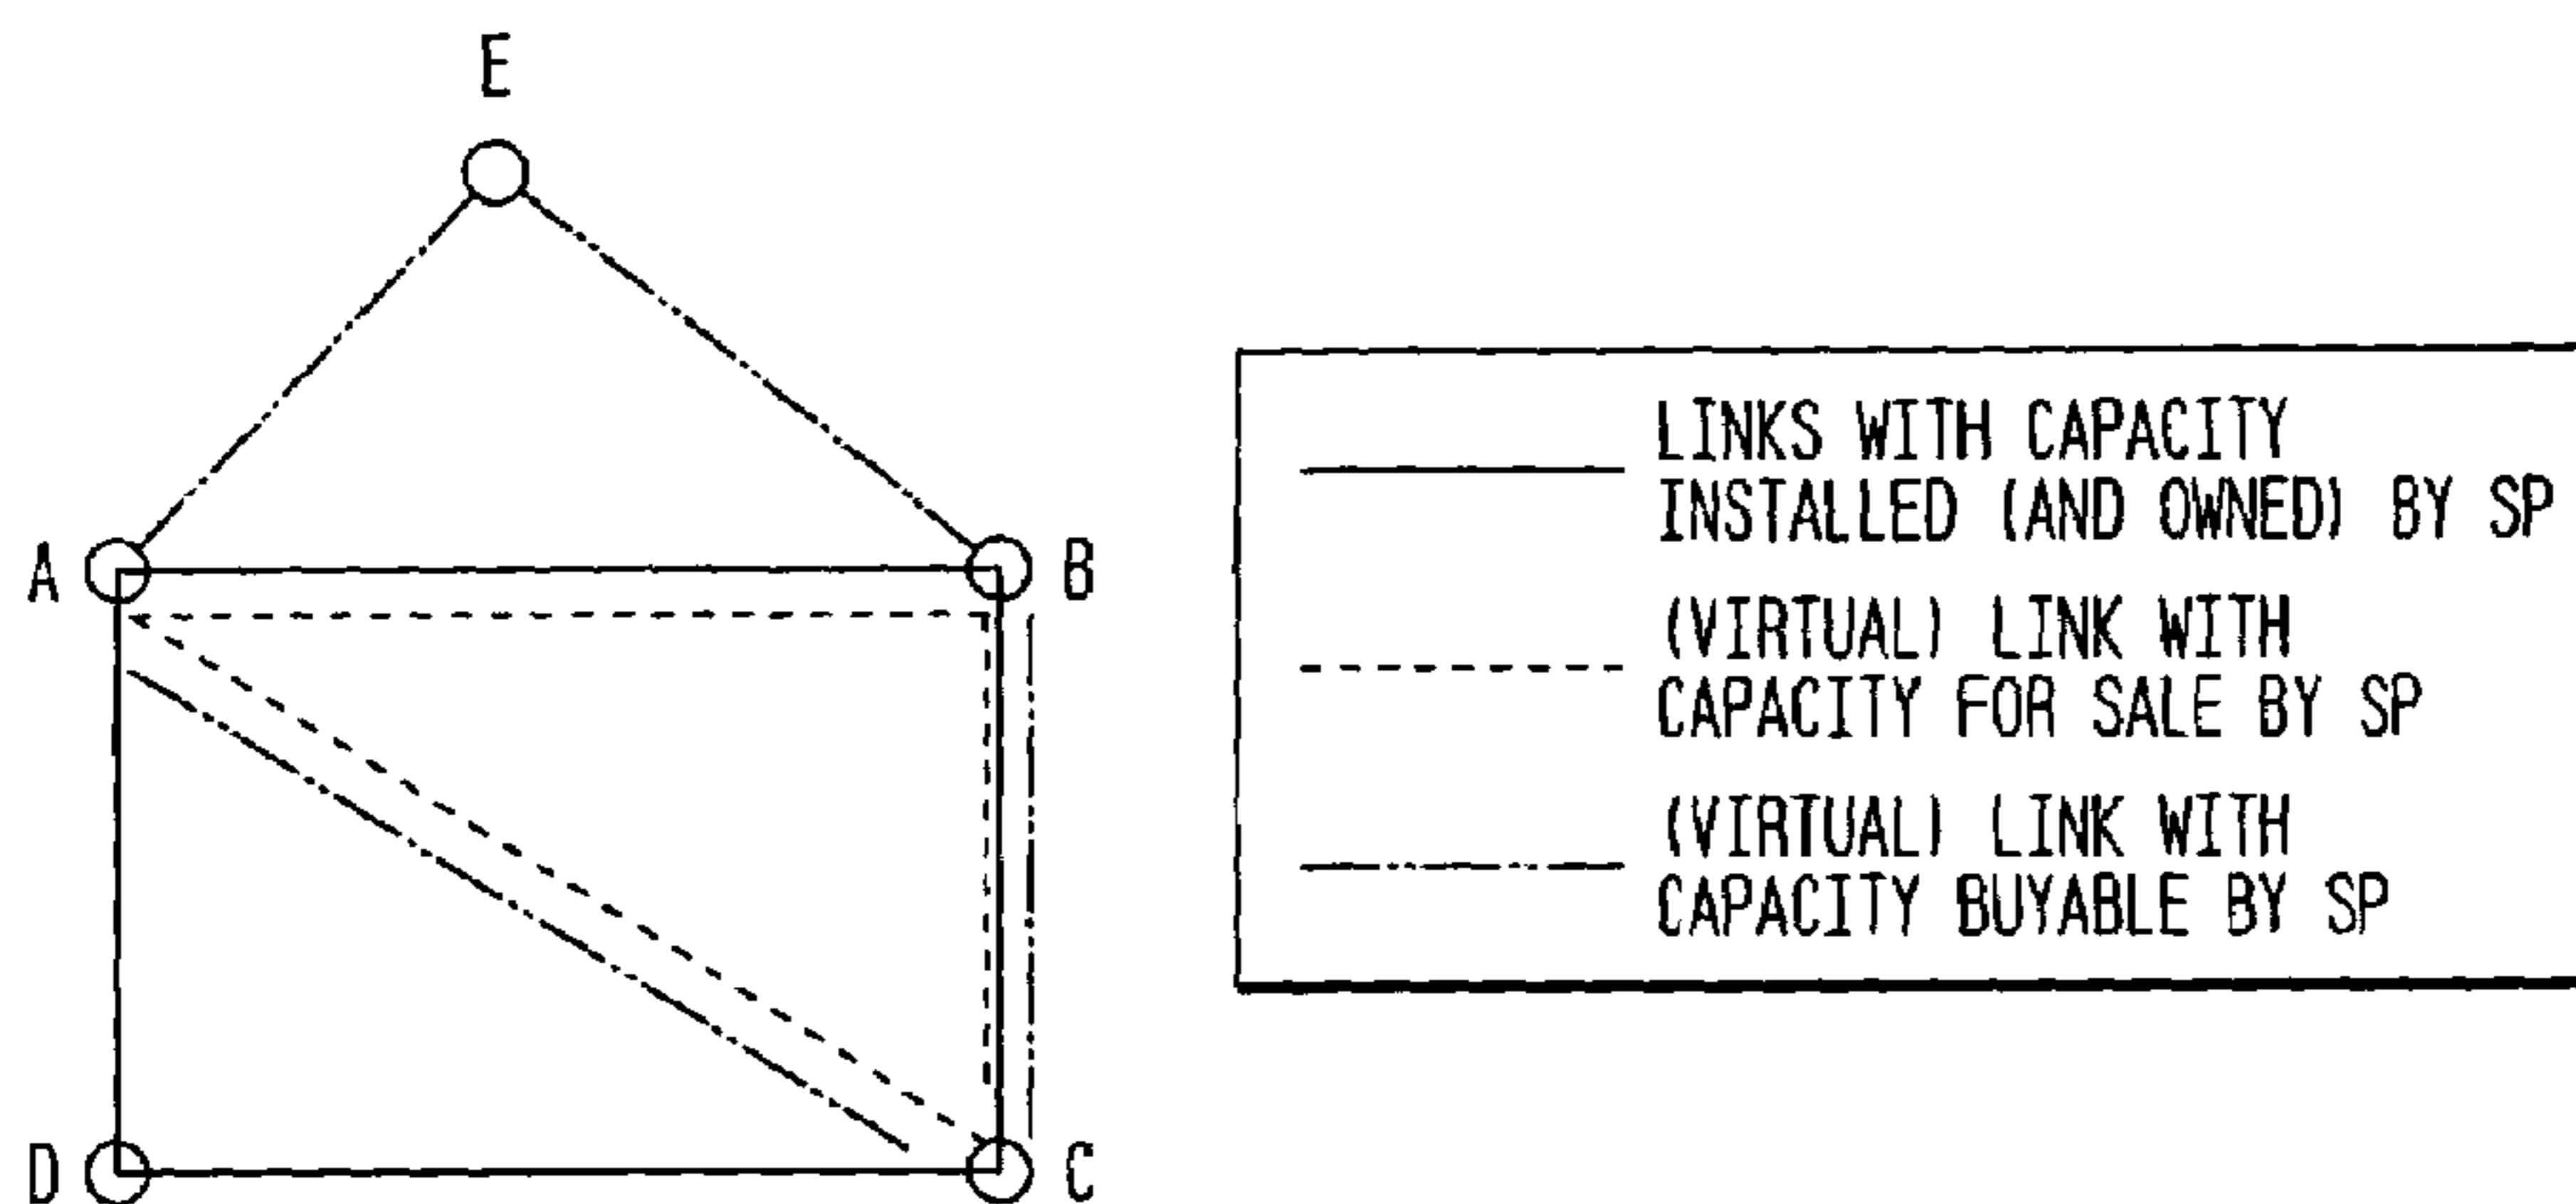 E
A
B
D
C
LINKS WITH CAPACITY
INSTALLED (AND OWNED) BY SP
(VIRTUAL) LINK WITH
CAPACITY FOR SALE BY SP
(VIRTUAL) LINK WITH
CAPACITY BUYABLE BY SP